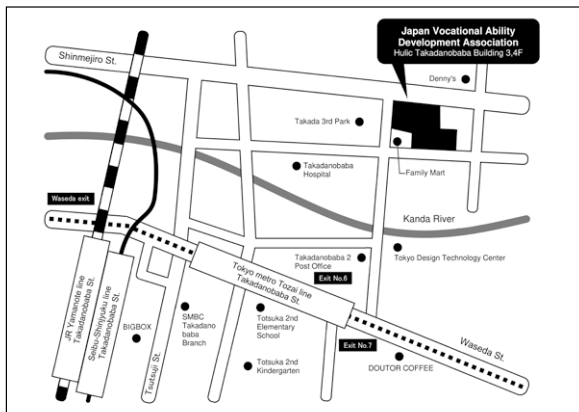 Japan Vocational Ability
Development Association
Hulic Takadanobaba Building 3,4F
Shinmejiro St.
Denny's
Takada 3rd Park
Family Mart
Takadanobaba
Hospital
Waseda exit
Kanda River
Tokyo Design Technology Center
Takadanobaba 2
Post Office
Exit No.6
Tokyo metro Tozai line
Takadanobaba St.
JR Yamanote line
Takadanobaba St.
Seibu-Shinjyuku line
Takadanobaba St.
BIGBOX
Tsutsuji St.
SMBC
Takadano
baba
Branch
Totsuka 2nd
Elementary
School
Totsuka 2nd
Kindergarten
Exit No.7
DOUTOR COFFEE
Waseda St.